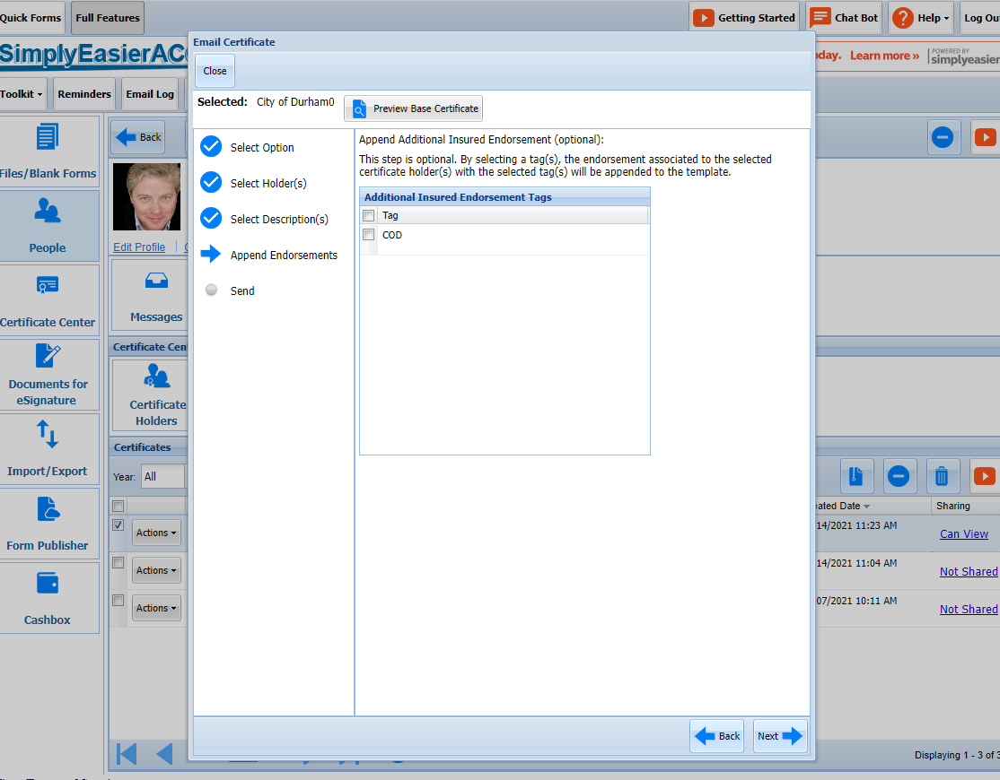 Quick Forms
Full Features
Getting Started
Chat Bot
Help
SimplyEasierAC
Learn more »
POWERED BY
simplyeasier
Toolkit
Reminders
Email Log
Email Certificate
Close
Selected: City of Durham0
Preview Base Certificate
Select Option
Select Holder(s)
Select Description(s)
Append Endorsements
Send
Append Additional Insured Endorsement (optional):
This step is optional. By selecting a tag(s), the endorsement associated to the selected
certificate holder(s) with the selected tag(s) will be appended to the template.
Additional Insured Endorsement Tags
Tag
COD
Back
Next
Files/Blank Forms
People
Certificate Center
Documents for
eSignature
Import/Export
Form Publisher
Cashbox
Back
Edit Profile
Messages
Certificate Cen
Certificate
Holders
Certificates
Year: All
ated Date
Sharing
Actions
14/2021 11:23 AM
Can View
Actions
14/2021 11:04 AM
Not Shared
Actions
07/2021 10:11 AM
Not Shared
Displaying 1 - 3 of 3